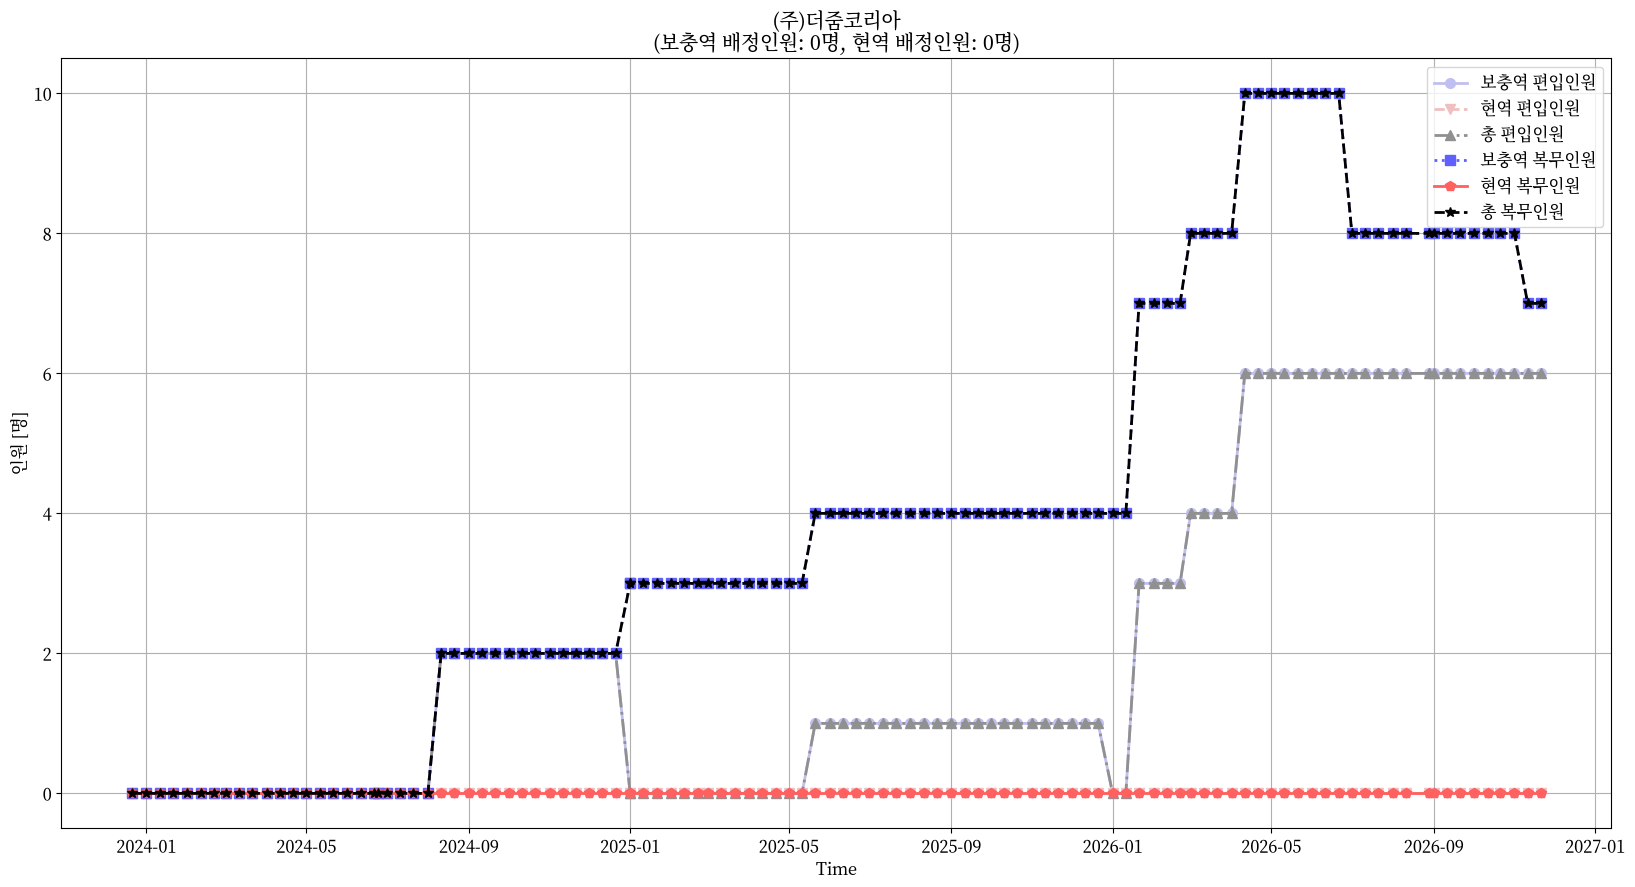 (주)더줌코리아
(보충역 배정인원: 0명, 현역 배정인원: 0명)
보충역 편입인원
현역 편입인원
총 편입인원
보충역 복무인원
현역 복무인원
총 복무인원
인원 [명]
10
8
6
4
2
0
2024-01
2024-05
2024-09
2025-01
2025-05
2025-09
2026-01
2026-05
2026-09
2027-01
Time